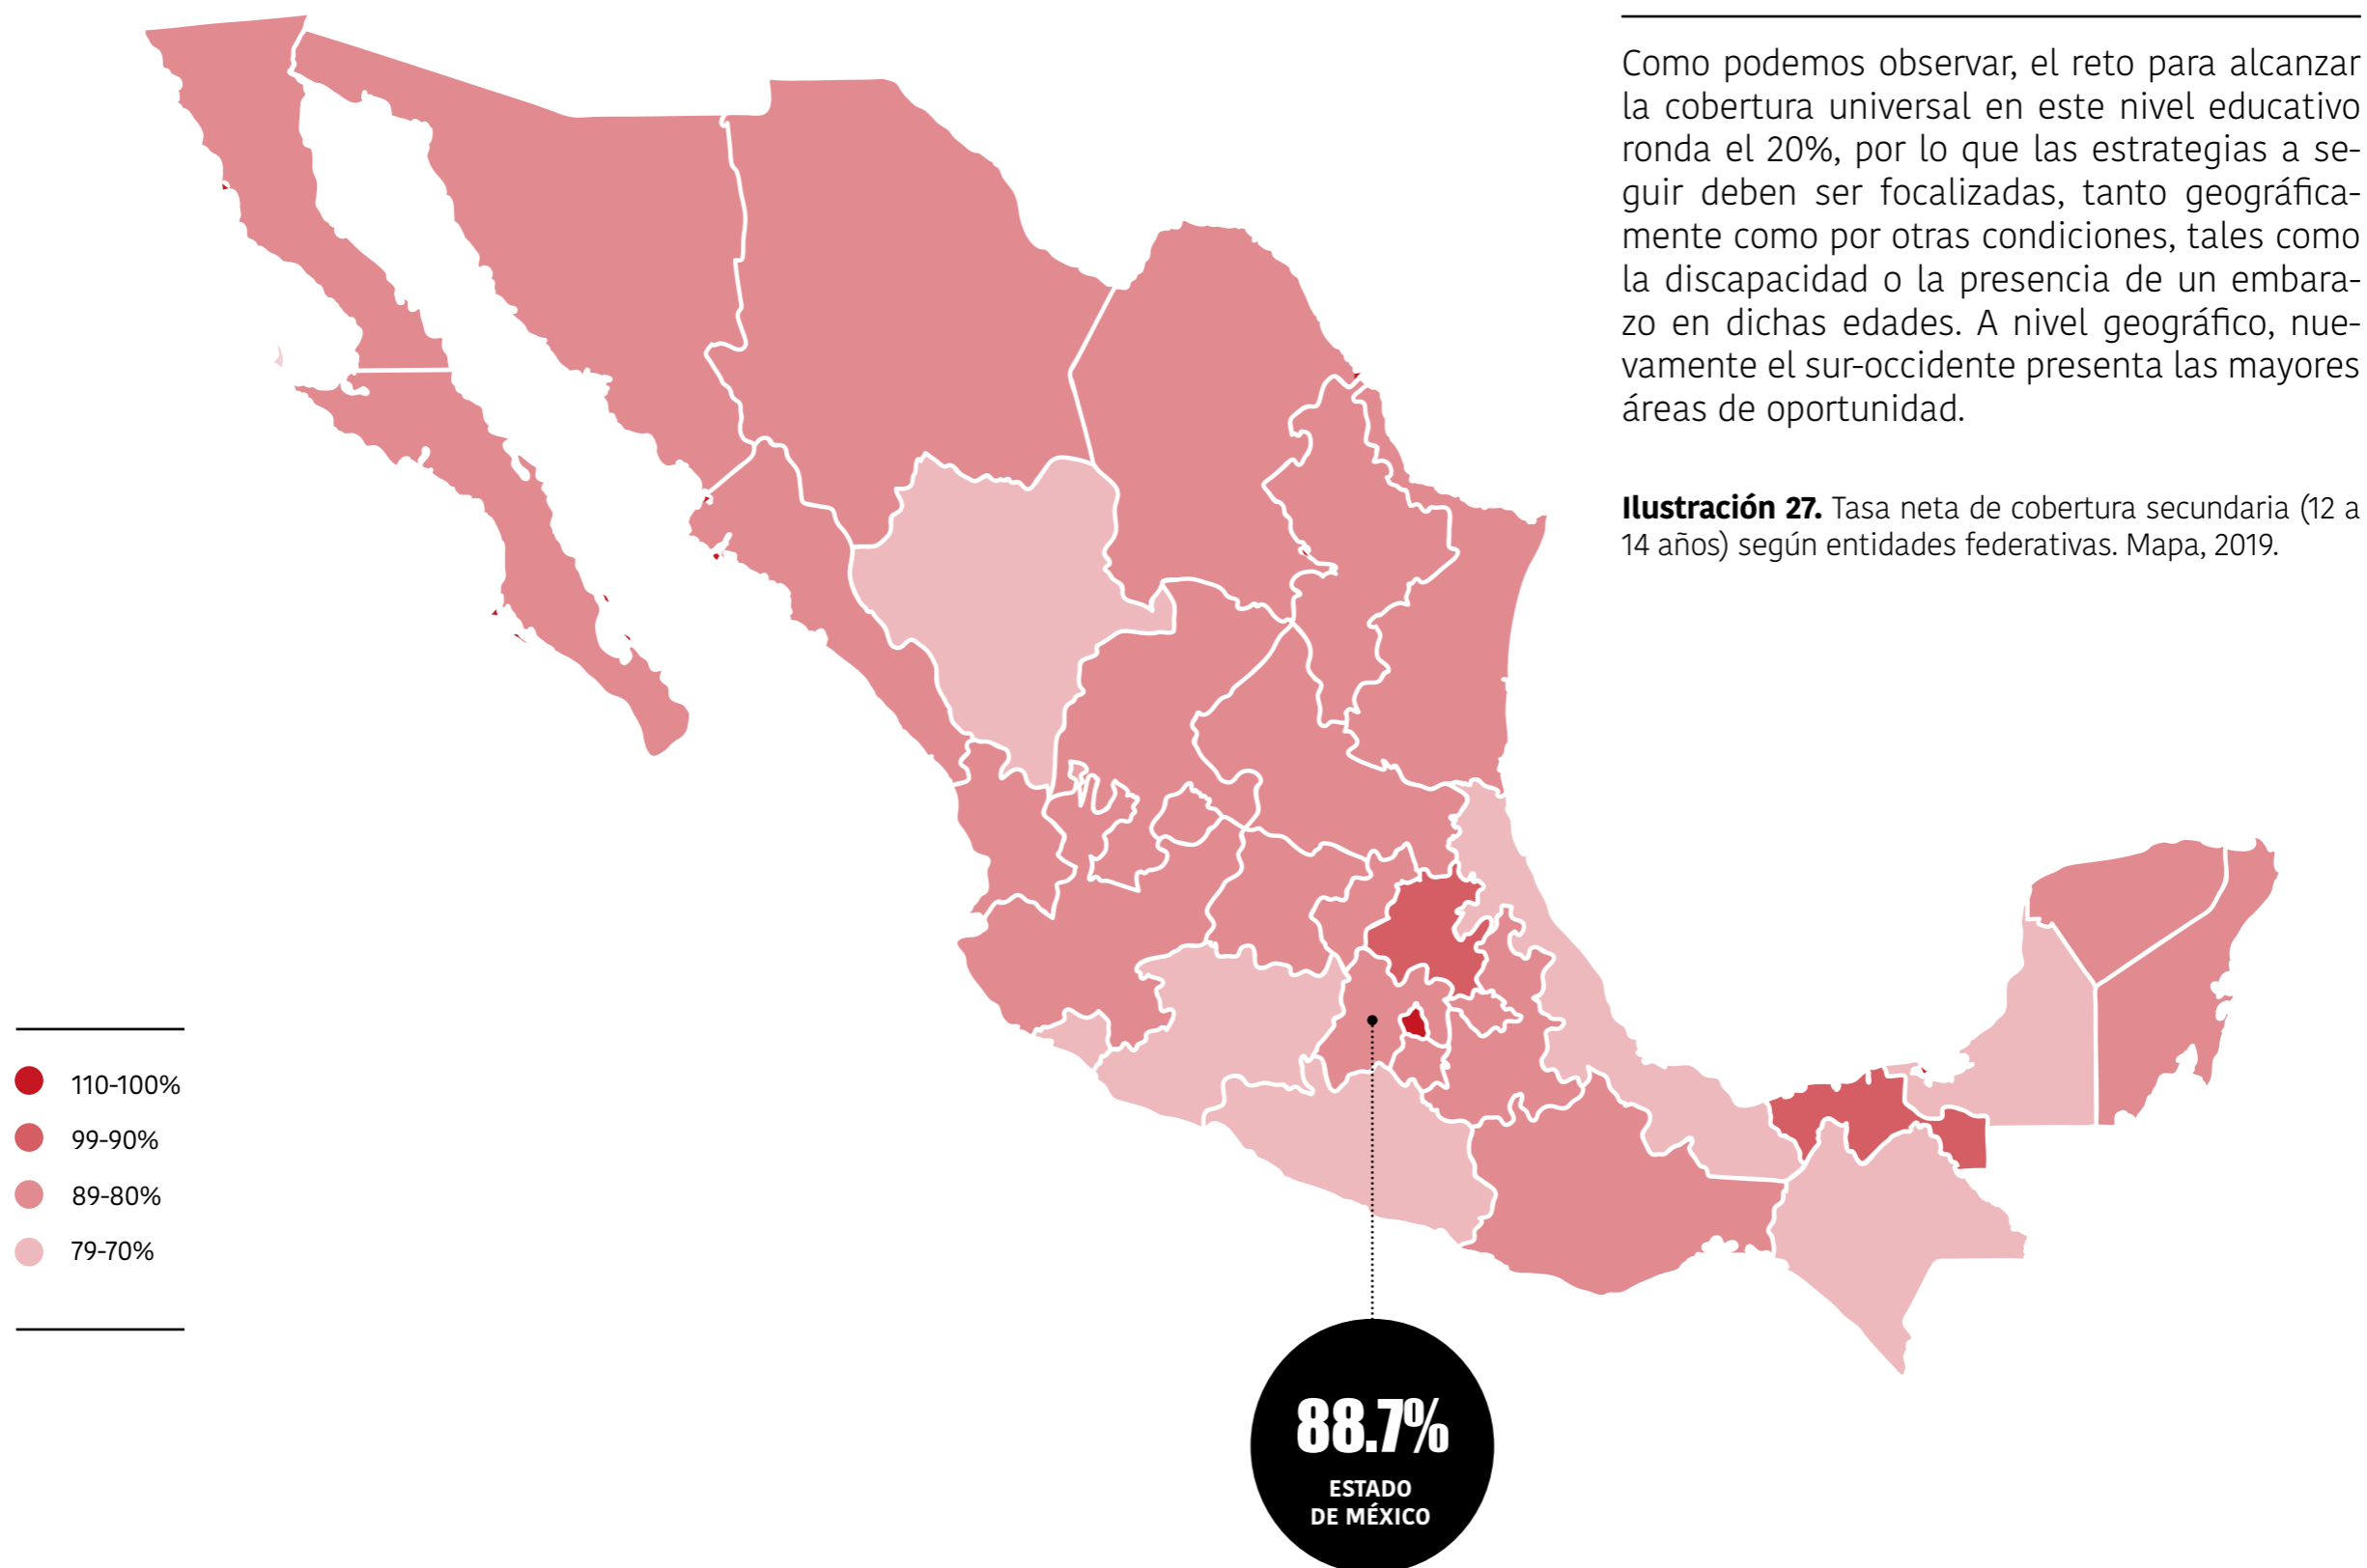 Como podemos observar, el reto para alcanzar
la cobertura universal en este nivel educativo
ronda el 20%, por lo que las estrategias a se-
guir deben ser focalizadas, tanto geográfica-
mente como por otras condiciones, tales como
la discapacidad o la presencia de un embara-
zo en dichas edades. A nivel geográfico, nue-
vamente el sur-occidente presenta las mayores
áreas de oportunidad.
Ilustración 27. Tasa neta de cobertura secundaria (12 a
14 años) según entidades federativas. Mapa, 2019.
110-100%
99-90%
89-80%
79-70%
88.7%
ESTADO
DE MÉXICO